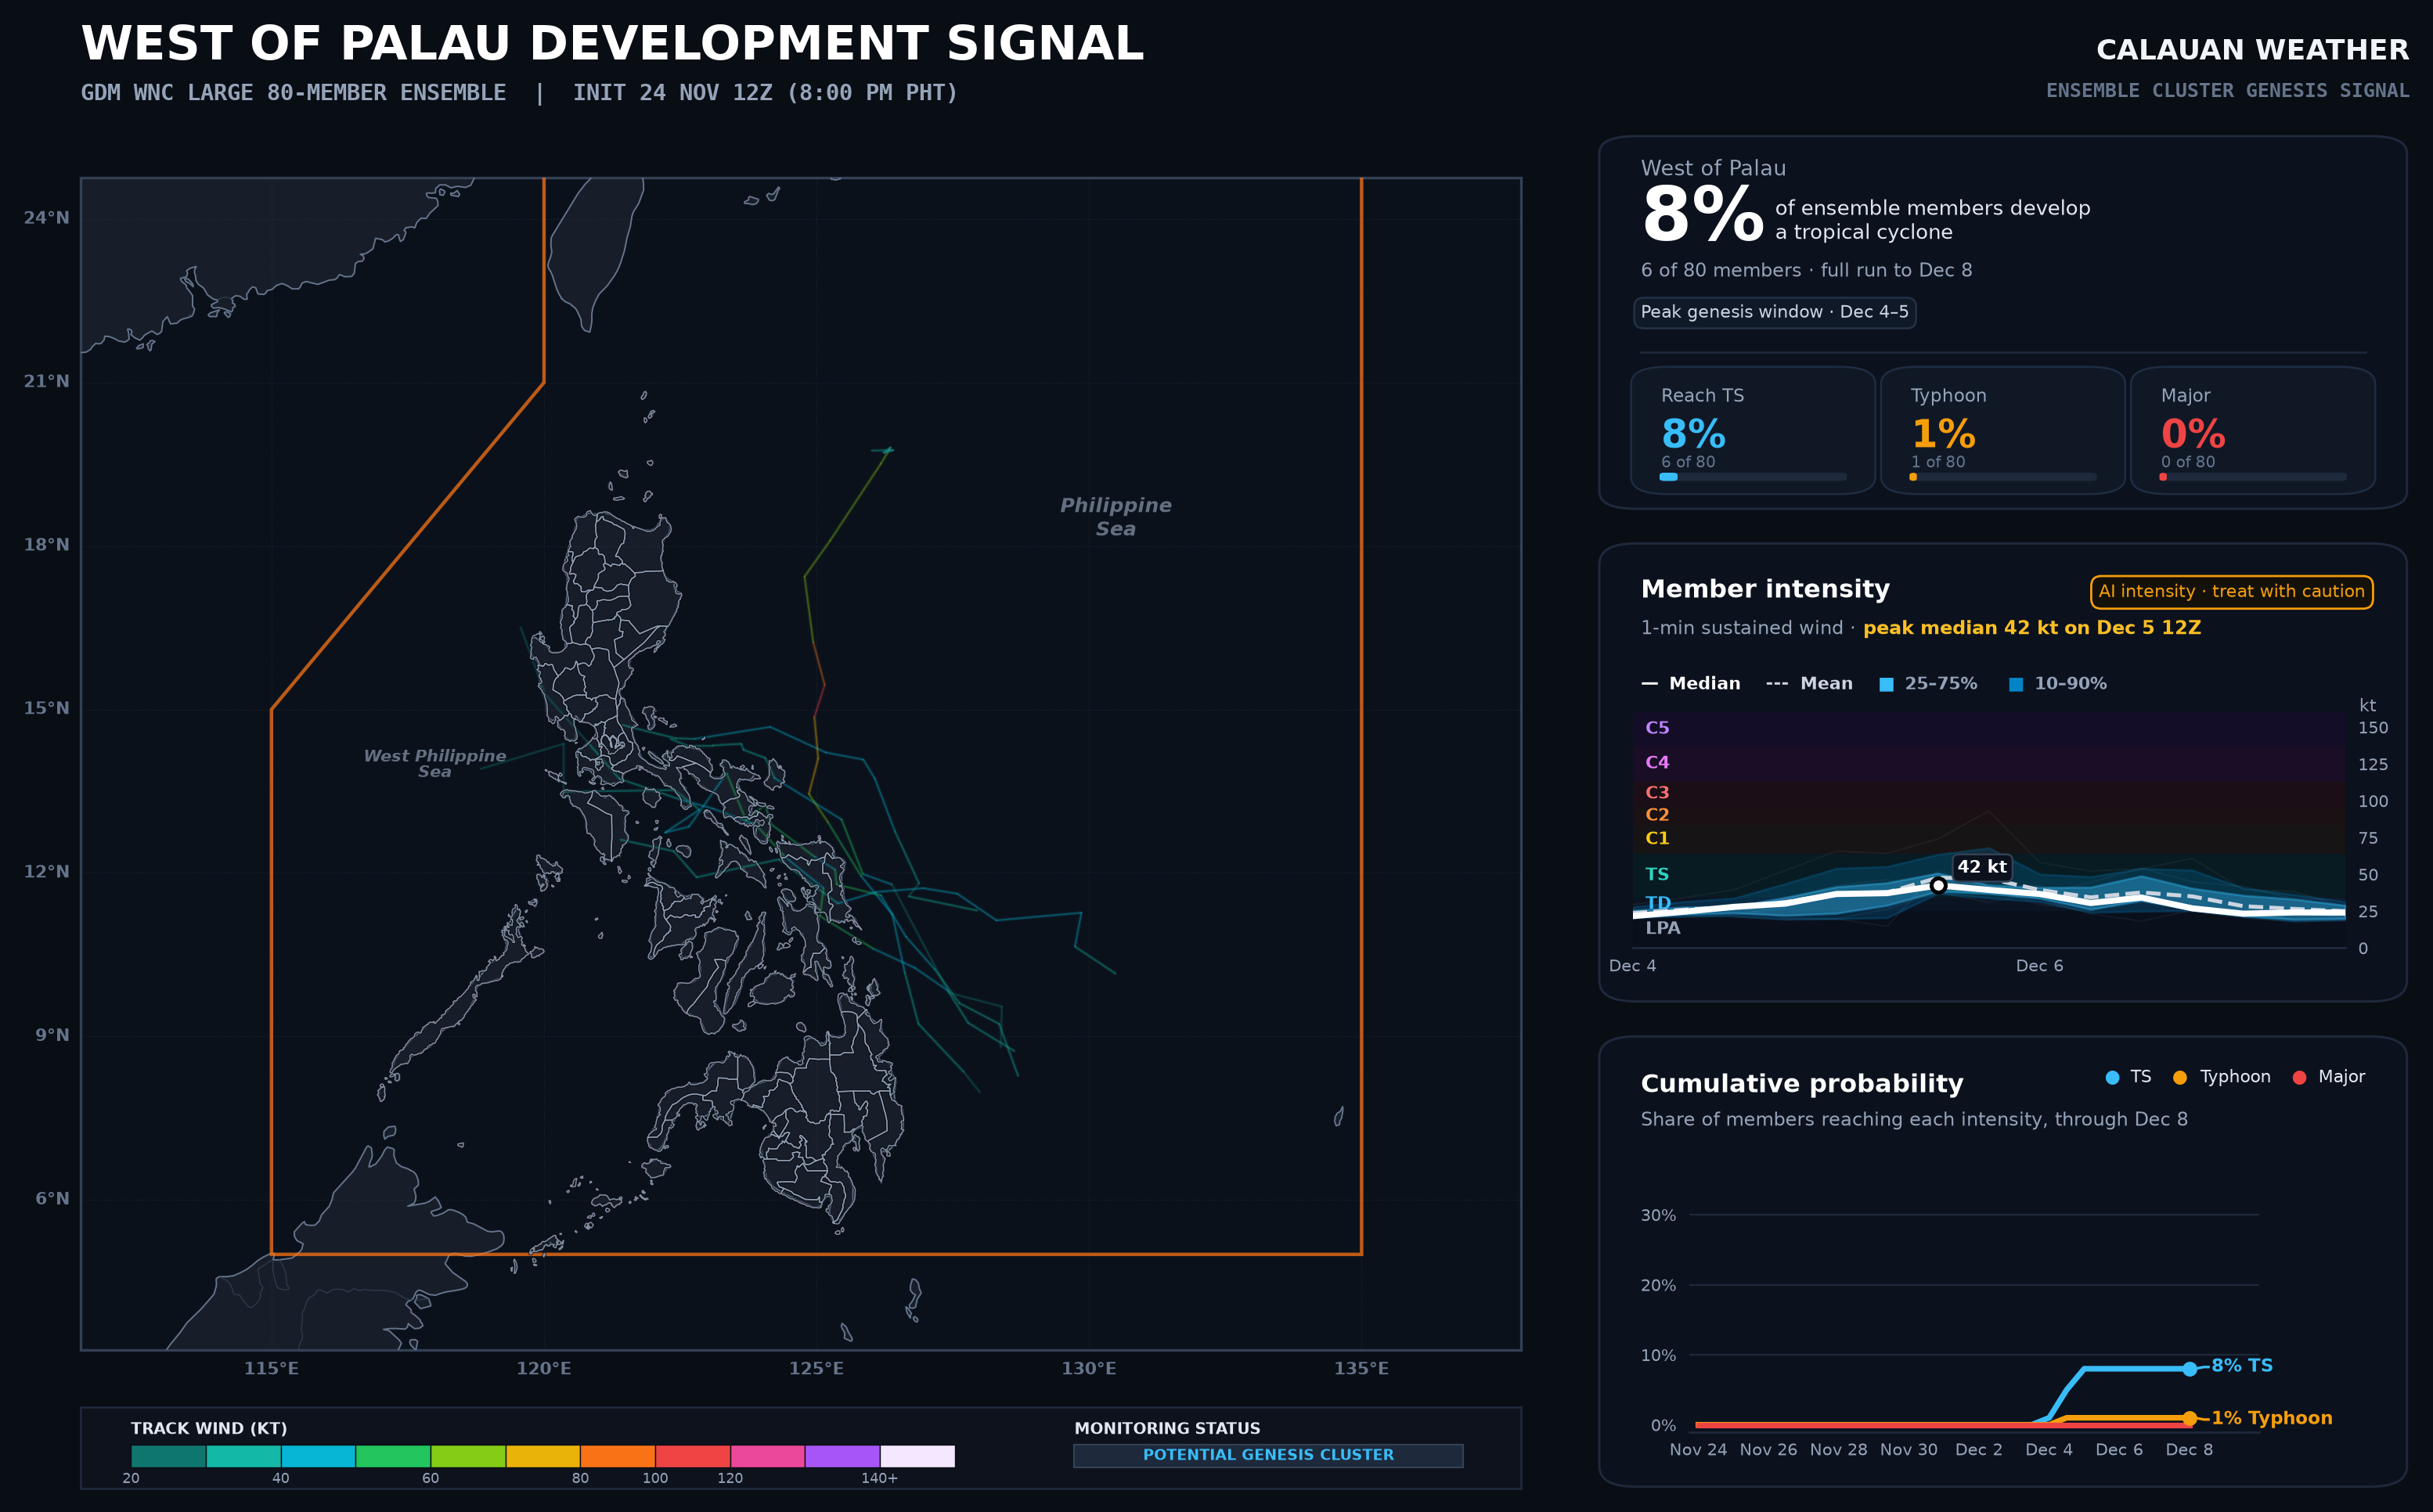 WEST OF PALAU DEVELOPMENT SIGNAL
GDM WNC LARGE 80-MEMBER ENSEMBLE | INIT 24 NOV 12Z (8:00 PM PHT)
CALAUAN WEATHER
ENSEMBLE CLUSTER GENESIS SIGNAL
24°N
21°N
18°N
15°N
12°N
9°N
6°N
115°E
120°E
125°E
130°E
135°E
Philippine
Sea
West Philippine
Sea
TRACK WIND (KT)
20
40
60
80
100
120
140+
MONITORING STATUS
POTENTIAL GENESIS CLUSTER
West of Palau
8% of ensemble members develop
a tropical cyclone
6 of 80 members · full run to Dec 8
Peak genesis window · Dec 4–5
Reach TS
8%
6 of 80
Typhoon
1%
1 of 80
Major
0%
0 of 80
Member intensity
AI intensity · treat with caution
1-min sustained wind · peak median 42 kt on Dec 5 12Z
Median
Mean
25–75%
10–90%
kt
150
125
100
75
50
25
0
C5
C4
C3
C2
C1
TS
TD
LPA
42 kt
Dec 4
Dec 6
Cumulative probability
TS
Typhoon
Major
Share of members reaching each intensity, through Dec 8
30%
20%
10%
0%
8% TS
1% Typhoon
Nov 24
Nov 26
Nov 28
Nov 30
Dec 2
Dec 4
Dec 6
Dec 8